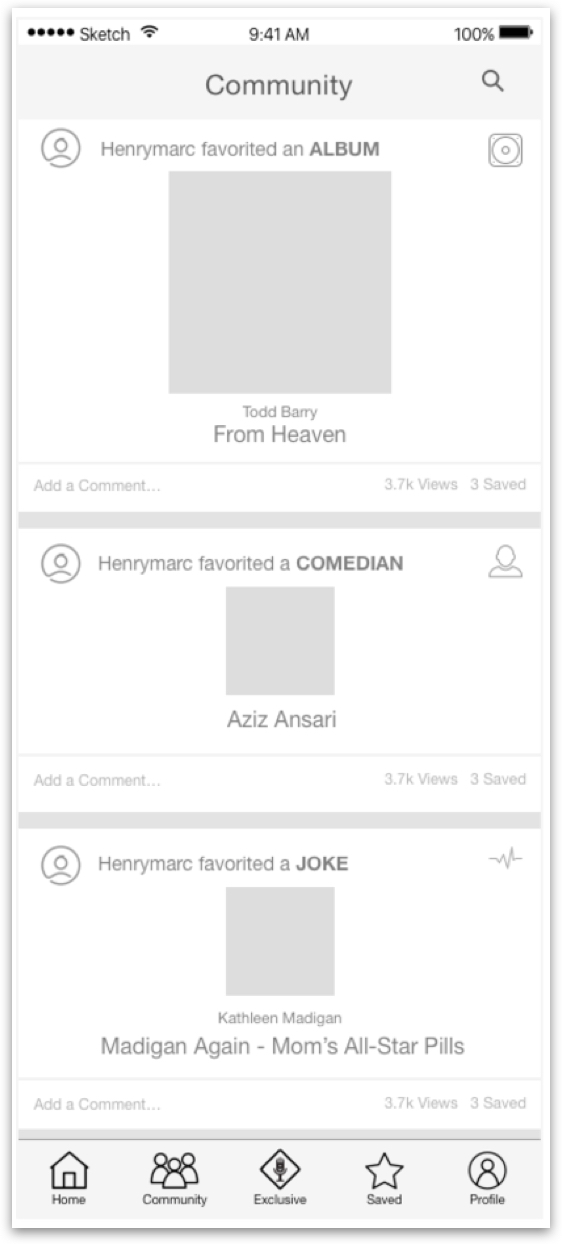 Sketch 9:41 AM 100%
Community
Henrymarc favorited an ALBUM
Todd Barry
From Heaven
Add a Comment... 3.7k Views 3 Saved
Henrymarc favorited a COMEDIAN
Aziz Ansari
Add a Comment... 3.7k Views 3 Saved
Henrymarc favorited a JOKE
Kathleen Madigan
Madigan Again - Mom’s All-Star Pills
Add a Comment... 3.7k Views 3 Saved
Home Community Exclusive Saved Profile